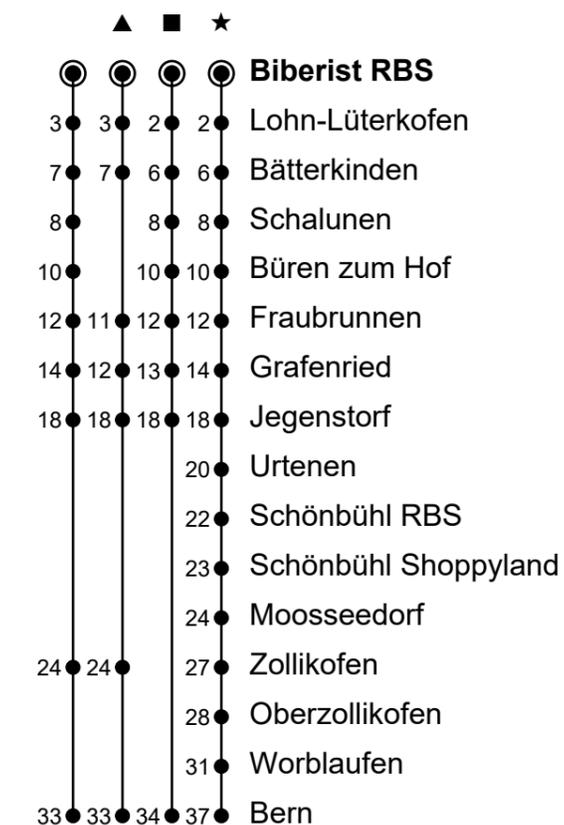 ▲ ■ ★
Biberist RBS
3 3 2 2 Lohn-Lüterkofen
7 7 6 6 Bätterkinden
8 8 8 Schalunen
10 10 10 Büren zum Hof
12 11 12 12 Fraubrunnen
14 12 13 14 Grafenried
18 18 18 18 Jegenstorf
20 Urtenen
22 Schönbühl RBS
23 Schönbühl Shoppyland
24 Moosseedorf
24 24 27 Zollikofen
28 Oberzollikofen
31 Worblaufen
33 33 34 37 Bern